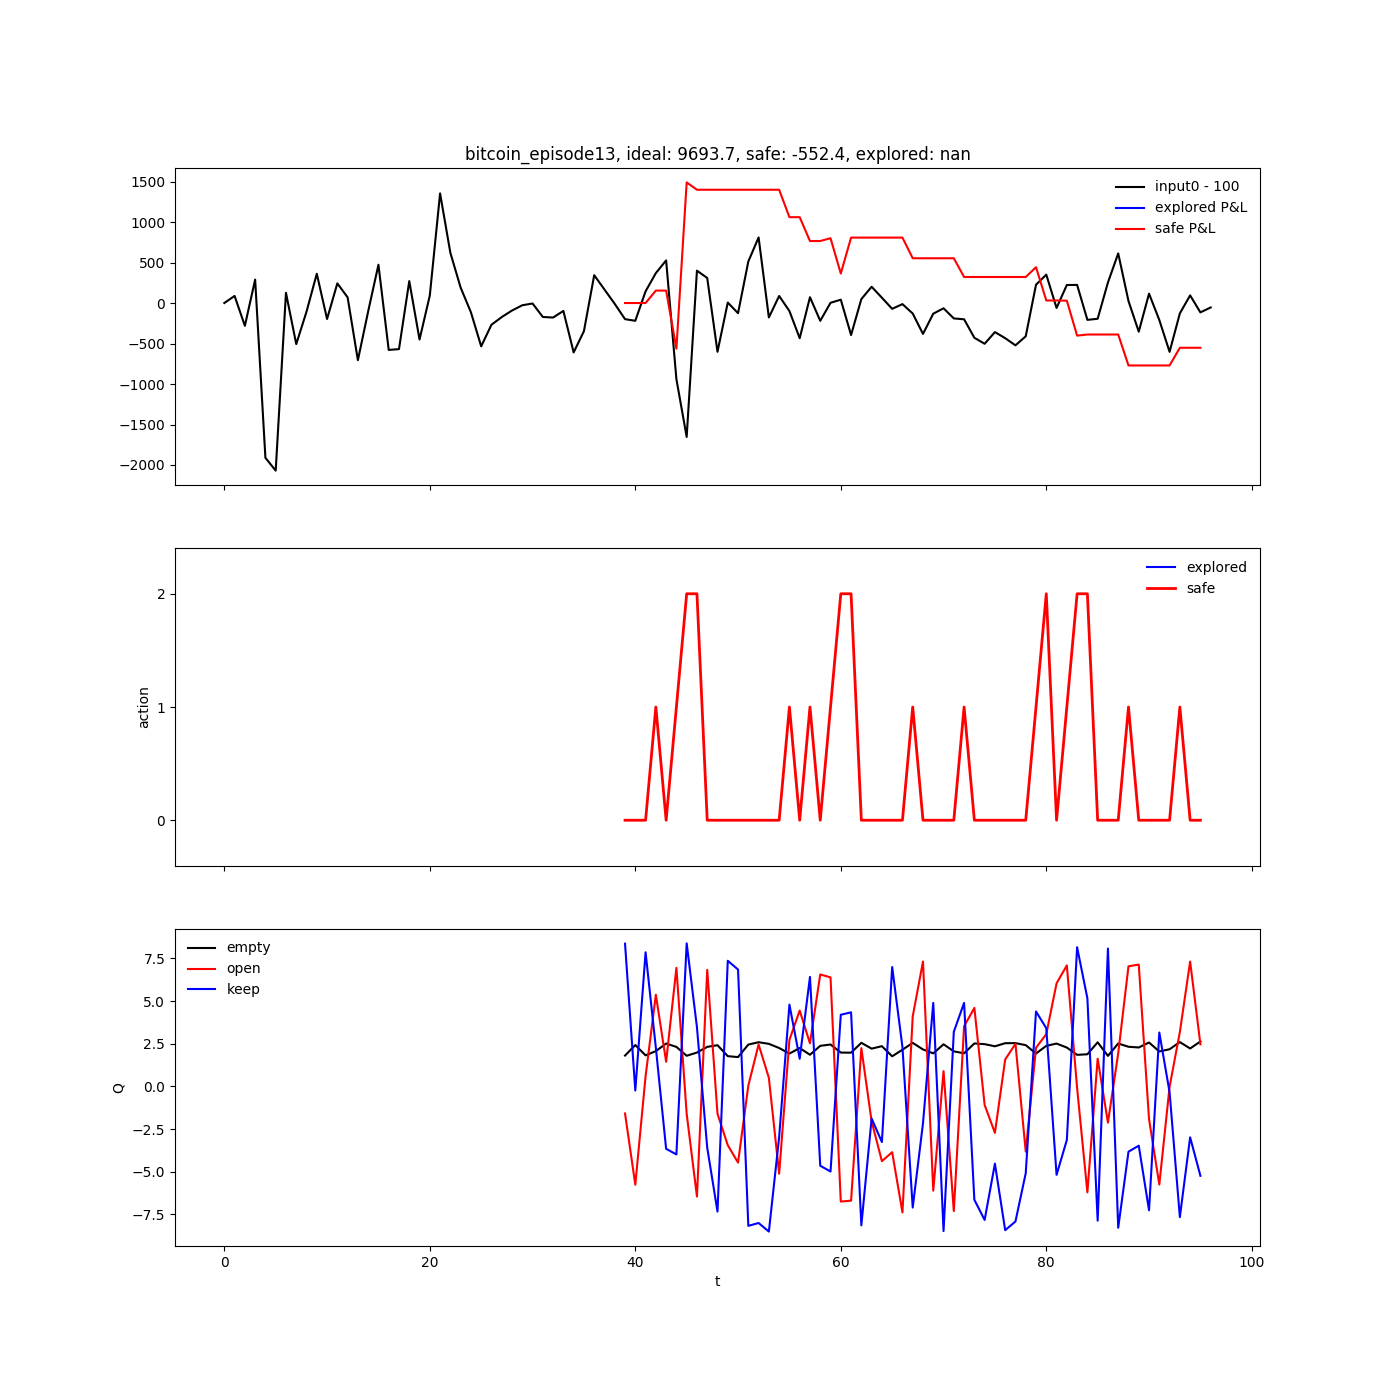 bitcoin_episode13, ideal: 9693.7, safe: -552.4, explored: nan
1500
1000
500
0
−500
−1000
−1500
−2000
input0 - 100
explored P&L
safe P&L
2
1
0
action
explored
safe
7.5
5.0
2.5
0.0
−2.5
−5.0
−7.5
Q
empty
open
keep
0
20
40
60
80
100
t